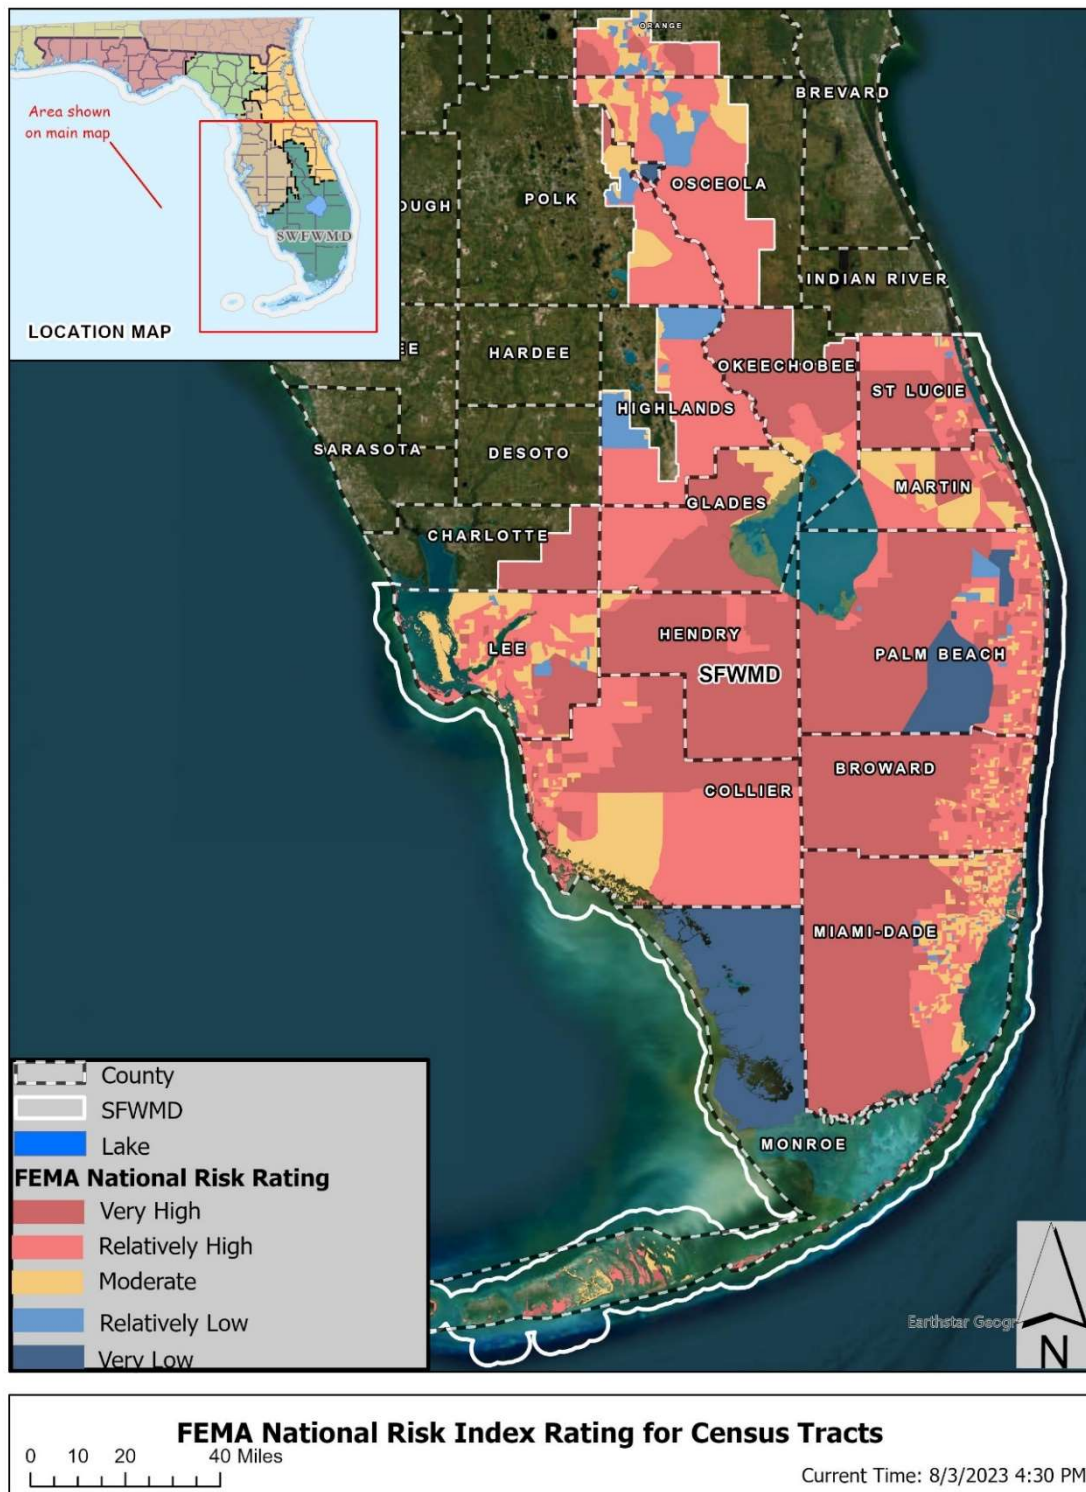 Area shown
on main map
SWFWMD
LOCATION MAP
ORANGE
BREVARD
OUGH
POLK
OSCEOLA
INDIAN RIVER
EE
HARDEE
OKEECHOBEE
ST LUCIE
HIGHLANDS
SARASOTA
DESOTO
MARTIN
GLADES
CHARLOTTE
LEE
HENDRY
PALM BEACH
SFWMD
BROWARD
COLLIER
MIAMI-DADE
MONROE
County
SFWMD
Lake
FEMA National Risk Rating
Very High
Relatively High
Moderate
Relatively Low
Very Low
Earthstar Geogr
N
FEMA National Risk Index Rating for Census Tracts
0 10 20 40 Miles
Current Time: 8/3/2023 4:30 PM